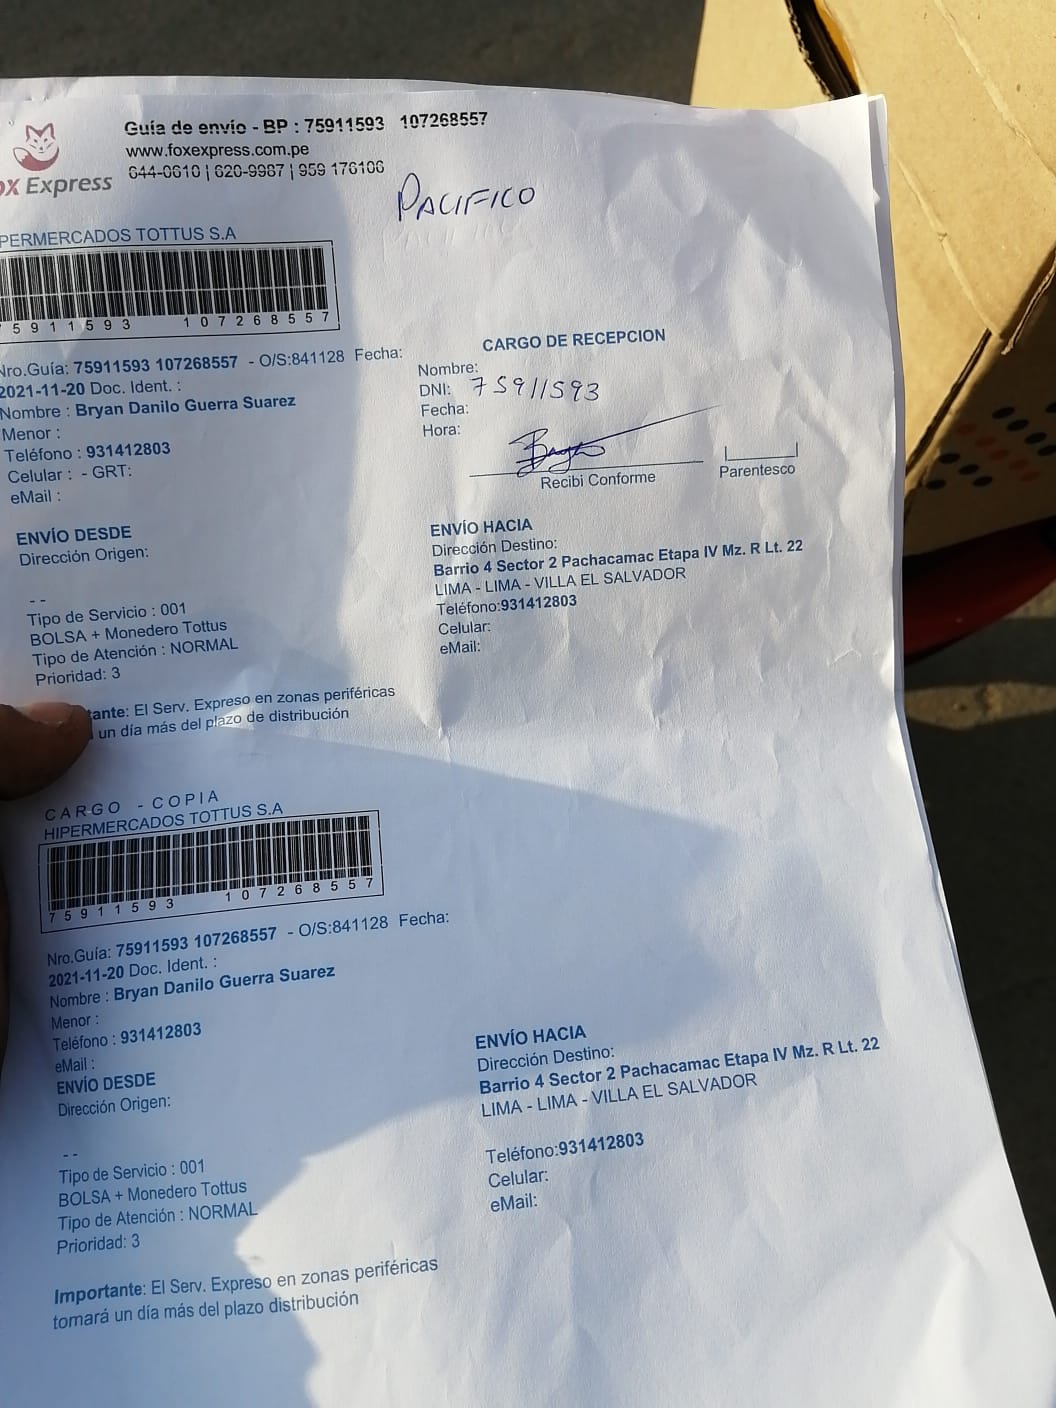 Guía de envío - BP : 75911593 107268557
www.foxexpress.com.pe
644-0610 | 620-9987 | 959 176106
OX Express
PACIFICO
PERMERCADOS TOTTUS S.A
75911593 107268557
Nro.Guía: 75911593 107268557 - O/S:841128 Fecha:
2021-11-20 Doc. Ident. :
Nombre : Bryan Danilo Guerra Suarez
Menor :
Teléfono : 931412803
Celular : - GRT:
eMail :
CARGO DE RECEPCION
Nombre:
DNI: 75911593
Fecha:
Hora:
Recibi Conforme
Parentesco
ENVÍO DESDE
Dirección Origen:
- -
Tipo de Servicio : 001
BOLSA + Monedero Tottus
Tipo de Atención : NORMAL
Prioridad: 3
ENVÍO HACIA
Dirección Destino:
Barrio 4 Sector 2 Pachacamac Etapa IV Mz. R Lt. 22
LIMA - LIMA - VILLA EL SALVADOR
Teléfono:931412803
Celular:
eMail:
tante: El Serv. Expreso en zonas periféricas
un día más del plazo de distribución
CARGO - COPIA
HIPERMERCADOS TOTTUS S.A
75911593 107268557
Nro.Guía: 75911593 107268557 - O/S:841128 Fecha:
2021-11-20 Doc. Ident. :
Nombre : Bryan Danilo Guerra Suarez
Menor :
Teléfono : 931412803
eMail :
ENVÍO DESDE
Dirección Origen:
- -
Tipo de Servicio : 001
BOLSA + Monedero Tottus
Tipo de Atención : NORMAL
Prioridad: 3
ENVÍO HACIA
Dirección Destino:
Barrio 4 Sector 2 Pachacamac Etapa IV Mz. R Lt. 22
LIMA - LIMA - VILLA EL SALVADOR
Teléfono:931412803
Celular:
eMail:
Importante: El Serv. Expreso en zonas periféricas
tomará un día más del plazo distribución